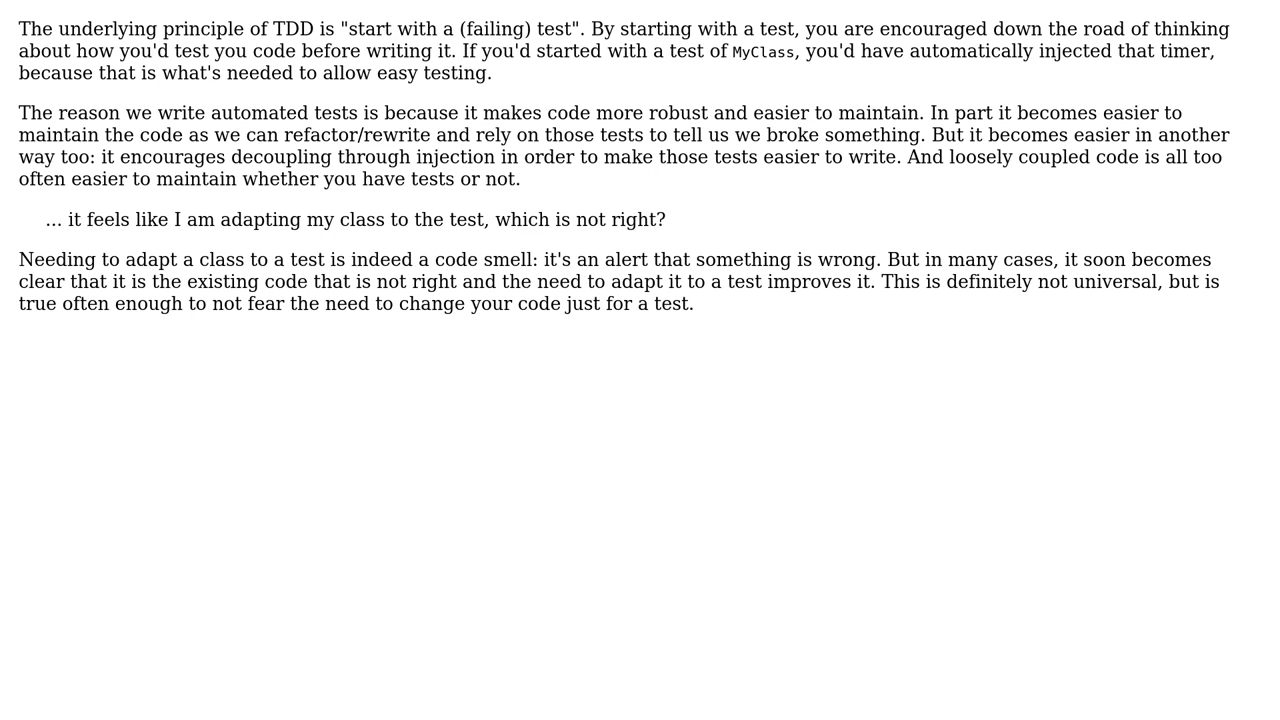 The underlying principle of TDD is "start with a (failing) test". By starting with a test, you are encouraged down the road of thinking
about how you'd test you code before writing it. If you'd started with a test of MyClass, you'd have automatically injected that timer,
because that is what's needed to allow easy testing.
The reason we write automated tests is because it makes code more robust and easier to maintain. In part it becomes easier to
maintain the code as we can refactor/rewrite and rely on those tests to tell us we broke something. But it becomes easier in another
way too: it encourages decoupling through injection in order to make those tests easier to write. And loosely coupled code is all too
often easier to maintain whether you have tests or not.
... it feels like I am adapting my class to the test, which is not right?
Needing to adapt a class to a test is indeed a code smell: it's an alert that something is wrong. But in many cases, it soon becomes
clear that it is the existing code that is not right and the need to adapt it to a test improves it. This is definitely not universal, but is
true often enough to not fear the need to change your code just for a test.